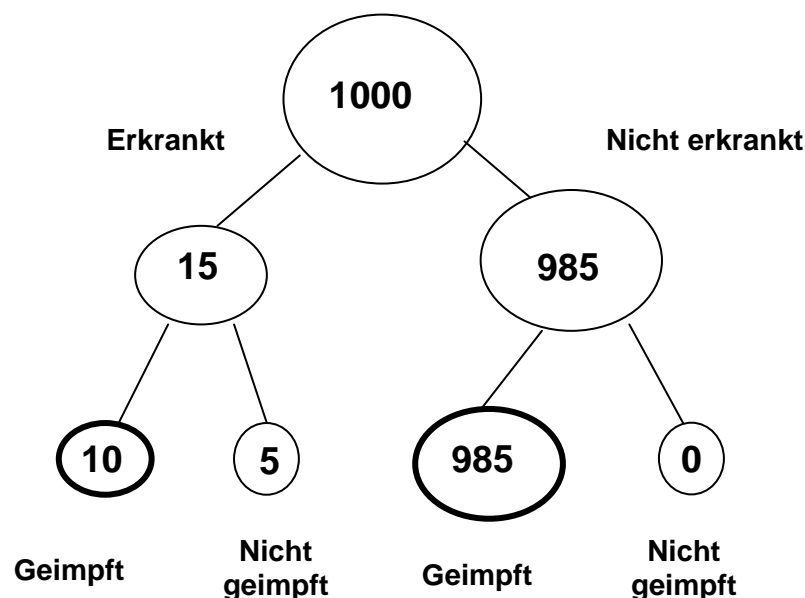 1000
Erkrankt
Nicht erkrankt
15
985
10
5
985
0
Geimpft
Nicht
geimpft
Geimpft
Nicht
geimpft